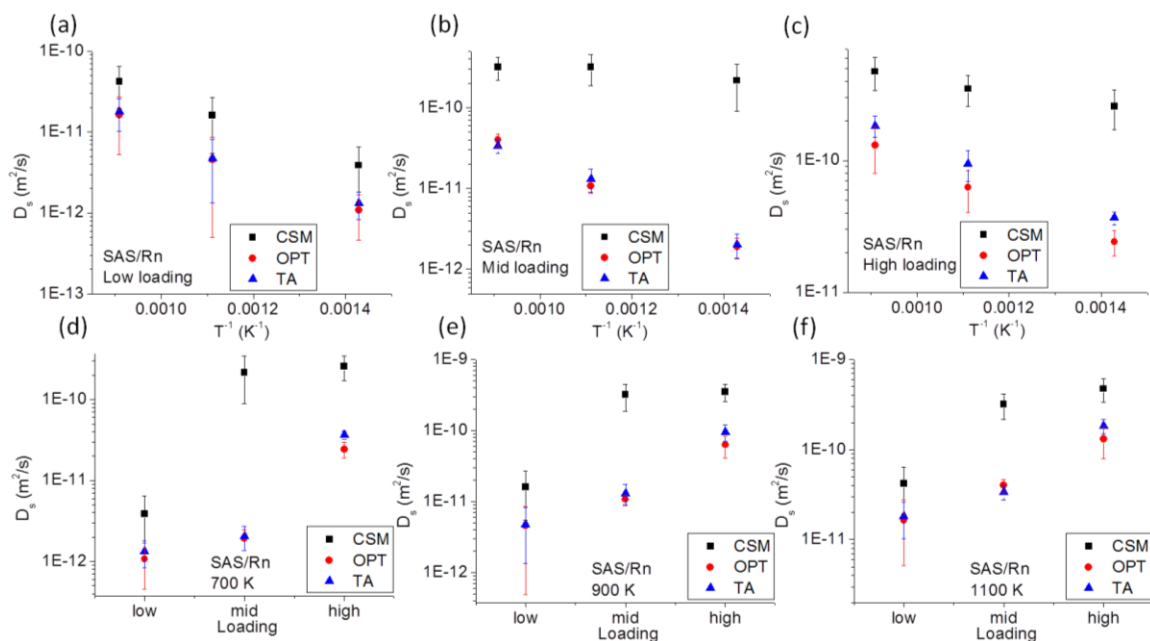 (a)
1E-10
1E-11
1E-12
1E-13
Ds (m²/s)
SAS/Rn
Low loading
CSM
OPT
TA
0.0010 0.0012 0.0014
T⁻¹ (K⁻¹)
(b)
1E-10
1E-11
1E-12
Ds (m²/s)
SAS/Rn
Mid loading
CSM
OPT
TA
0.0010 0.0012 0.0014
T⁻¹ (K⁻¹)
(c)
1E-10
1E-11
Ds (m²/s)
SAS/Rn
High loading
CSM
OPT
TA
0.0010 0.0012 0.0014
T⁻¹ (K⁻¹)
(d)
1E-10
1E-11
1E-12
Ds (m²/s)
SAS/Rn
700 K
CSM
OPT
TA
low mid high
Loading
(e)
1E-9
1E-10
1E-11
1E-12
Ds (m²/s)
SAS/Rn
900 K
CSM
OPT
TA
low mid high
Loading
(f)
1E-9
1E-10
1E-11
Ds (m²/s)
SAS/Rn
1100 K
CSM
OPT
TA
low mid high
Loading